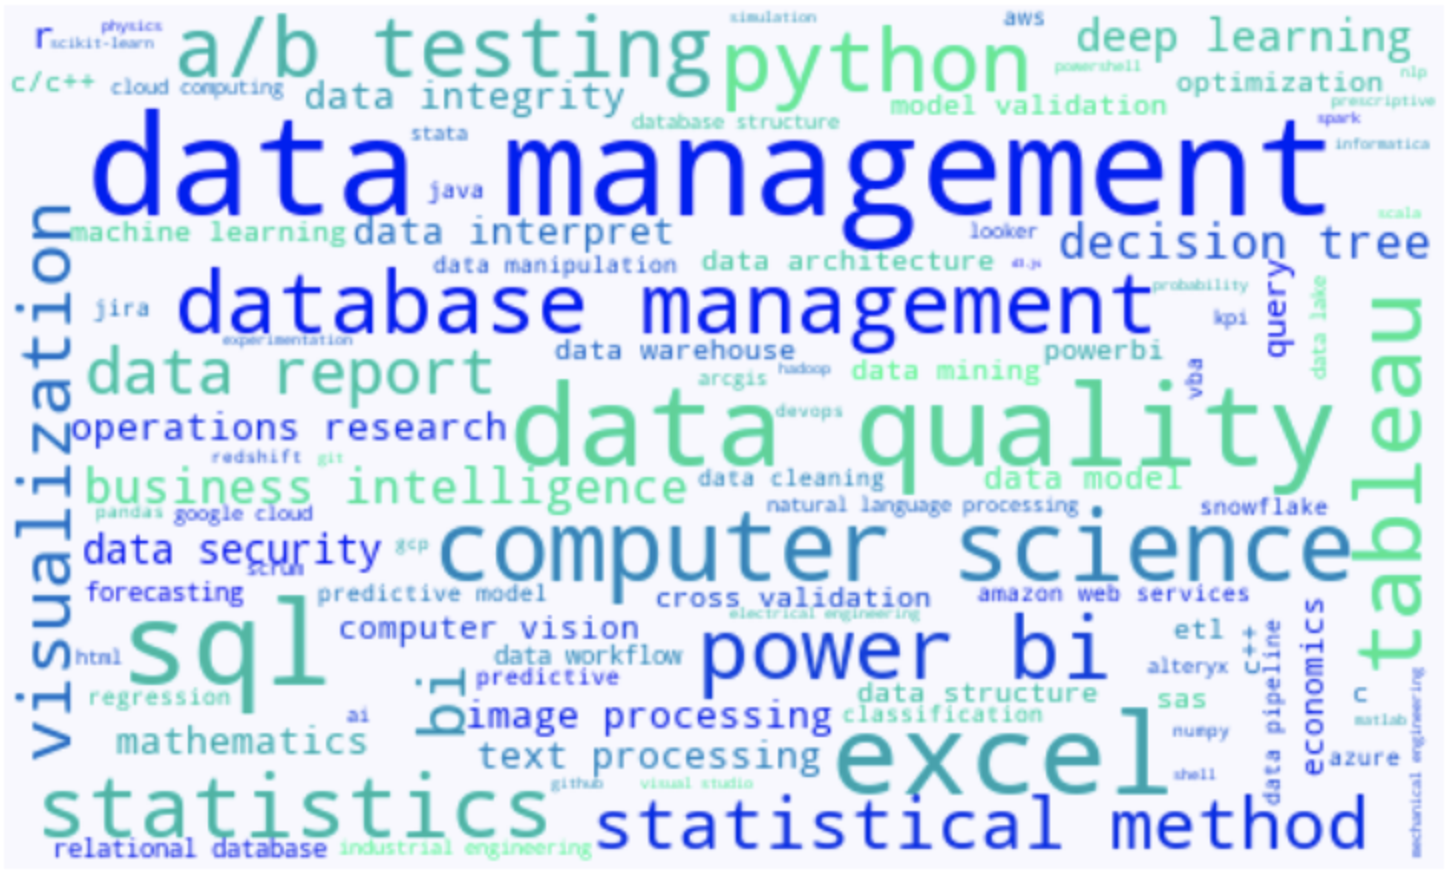 physics
simulation
aws
r
scikit-learn
a/b testing
python
deep learning
c/c++
cloud computing
data integrity
powershell
optimization
nlp
model validation
prescriptive
database structure
spark
stata
informatica
data management
java
visualization
machine learning
data interpret
looker
scala
decision tree
data manipulation
data architecture
d3.js
query
jira
database management
probability
kpi
data lake
tableau
experimentation
data warehouse
powerbi
data report
arcgis
hadoop
data mining
vba
devops
operations research
data quality
redshift
git
business intelligence
data cleaning
data model
pandas
google cloud
natural language processing
snowflake
data security
gcp
computer science
scrum
forecasting
predictive model
cross validation
amazon web services
electrical engineering
sql
computer vision
power bi
etl
c++
data pipeline
economics
html
data workflow
alteryx
bi
predictive
regression
data structure
sas
c
mechanical engineering
ai
image processing
classification
matlab
mathematics
numpy
text processing
excel
azure
shell
github
visual studio
statistics
statistical method
relational database
industrial engineering